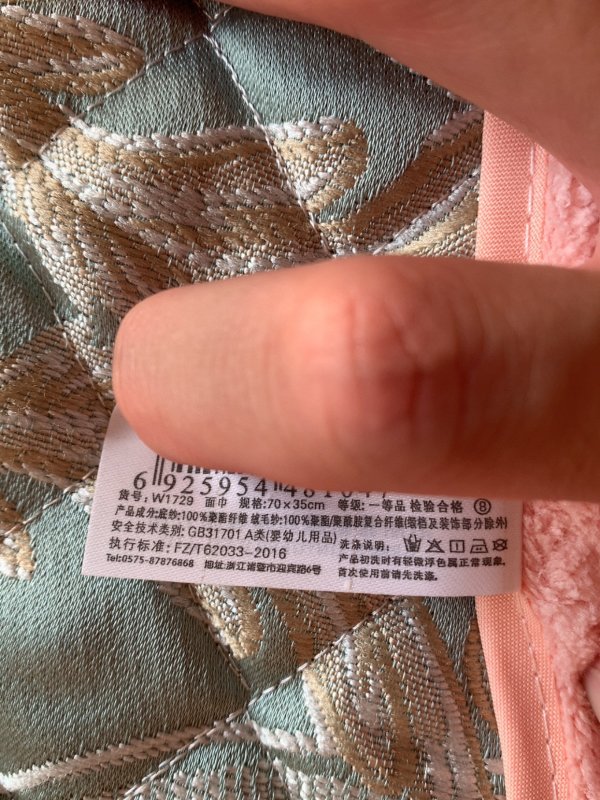 6 925954
货号: W1729 面巾 规格:70×35cm 等级:一等品 检验合格 ⑧
产品成分:底纱:100%聚酯纤维 绒毛纱:100%聚酯/聚酰胺复合纤维(缎档及装饰部分除外)
安全技术类别: GB31701 A类(婴幼儿用品)
执行标准: FZ/T62033-2016
洗涤说明:
Tel:0575-87876868 地址:浙江诸暨市迎宾路6号
产品初洗时有轻微浮色属正常现象,
首次使用前请先洗涤。